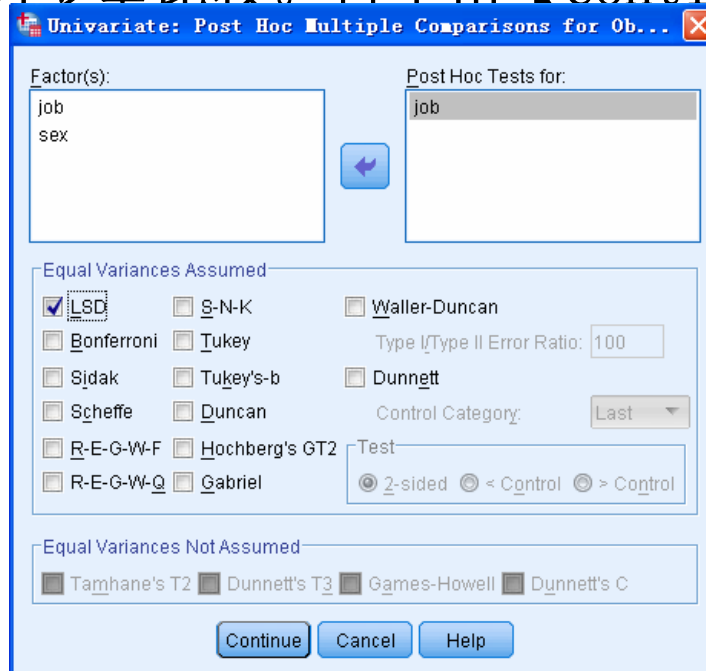 Univariate: Post Hoc Multiple Comparisons for Ob...
Factor(s):
Post Hoc Tests for:
job
sex
job
Equal Variances Assumed
LSD
S-N-K
Waller-Duncan
Bonferroni
Tukey
Type I/Type II Error Ratio: 100
Sidak
Tukey's-b
Dunnett
Scheffe
Duncan
Control Category: Last
R-E-G-W-F
Hochberg's GT2
Test
R-E-G-W-Q
Gabriel
2-sided
< Control
> Control
Equal Variances Not Assumed
Tamhane's T2
Dunnett's T3
Games-Howell
Dunnett's C
Continue
Cancel
Help